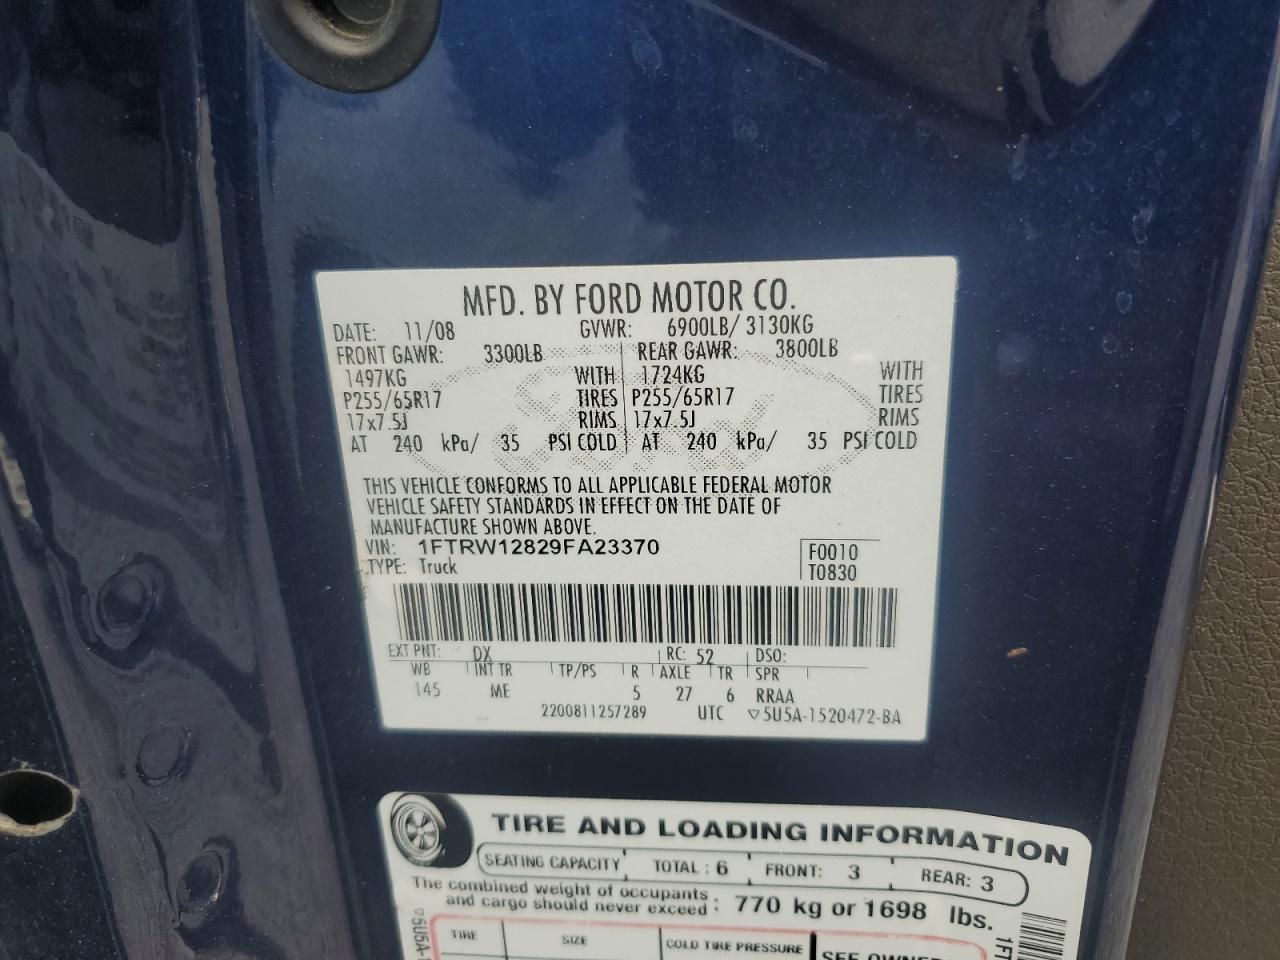 MFD. BY FORD MOTOR CO.
DATE: 11/08 GVWR: 6900LB/ 3130KG
FRONT GAWR: 3300LB REAR GAWR: 3800LB
1497KG WITH 1724KG WITH
P255/65R17 TIRES P255/65R17 TIRES
17x7.5J RIMS 17x7.5J RIMS
AT 240 kPa/ 35 PSI COLD AT 240 kPa/ 35 PSI COLD
THIS VEHICLE CONFORMS TO ALL APPLICABLE FEDERAL MOTOR
VEHICLE SAFETY STANDARDS IN EFFECT ON THE DATE OF
MANUFACTURE SHOWN ABOVE.
VIN: 1FTRW12829FA23370 F0010
TYPE: Truck T0830
EXT PNT: DX RC: 52 DSO:
WB INT TR TP/PS R AXLE TR SPR
145 ME 5 27 6 RRAA
2200811257289 UTC ▽5U5A-1520472-BA
TIRE AND LOADING INFORMATION
SEATING CAPACITY TOTAL : 6 FRONT: 3 REAR: 3
The combined weight of occupants
and cargo should never exceed : 770 kg or 1698 lbs.
TIRE SIZE COLD TIRE PRESSURE SEE OWNER
▽5U5A-
1FT